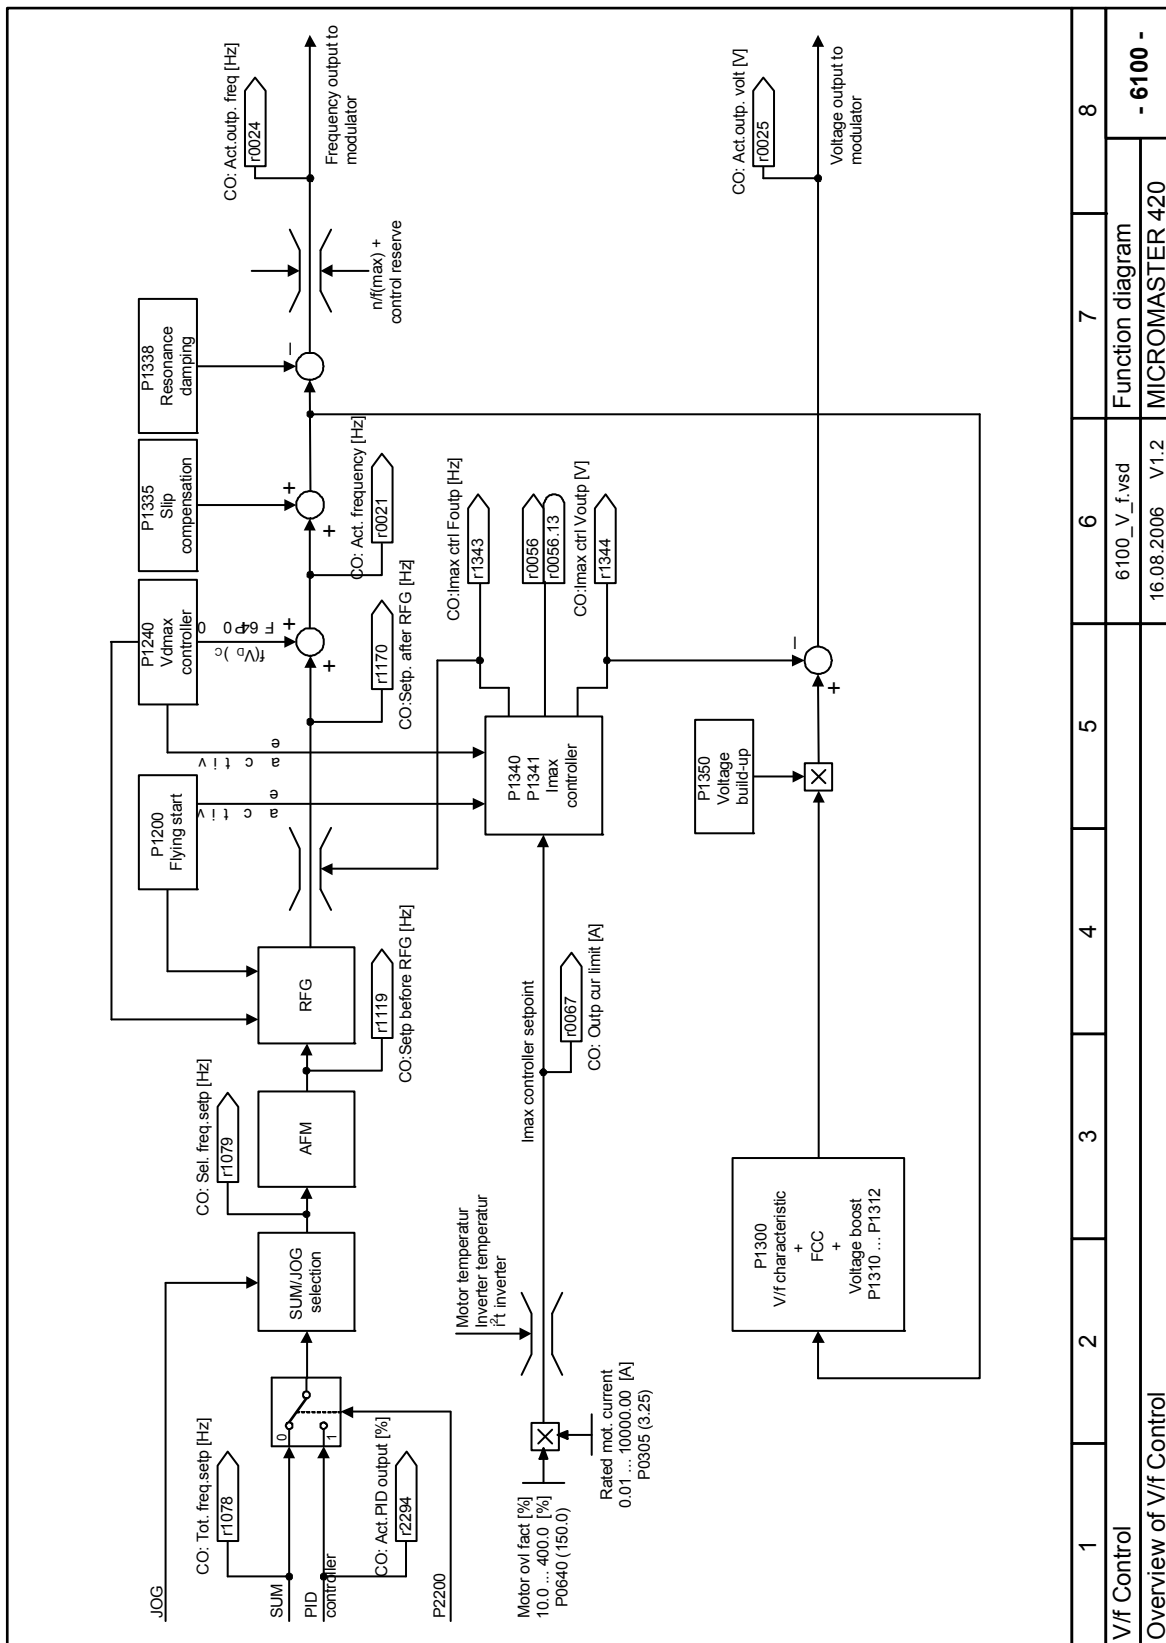 JOG
SUM
PID
controller
P2200
CO: Tot. freq.setp [Hz]
r1078
CO: Act.PID output [%]
r2294
0
1
SUM/JOG
selection
CO: Sel. freq.setp [Hz]
r1079
AFM
r1119
CO:Setp before RFG [Hz]
RFG
P1200
Flying start
activ
e
P1240
Vdmax
controller
activ
e
r1170
CO:Setp. after RFG [Hz]
+
+
P1335
Slip
compensation
+
+
CO: Act. frequency [Hz]
r0021
P1338
Resonance
damping
–
n/f(max) +
control reserve
CO: Act.outp. freq [Hz]
r0024
Frequency output to
modulator
Motor ovl fact [%]
10.0 ... 400.0 [%]
P0640 (150.0)
Rated mot. current
0.01 ... 10000.00 [A]
P0305 (3.25)
Motor temperatur
Inverter temperatur
i²t inverter
Imax controller setpoint
r0067
CO: Outp cur limit [A]
P1340
P1341
Imax
controller
CO:Imax ctrl Foutp [Hz]
r1343
r0056
r0056.13
CO:Imax ctrl Voutp [V]
r1344
P1300
V/f characteristic
+
FCC
+
Voltage boost
P1310 ... P1312
P1350
Voltage
build-up
+
–
CO: Act.outp. volt [V]
r0025
Voltage output to
modulator
1 2 3 4 5 6 7 8
V/f Control
6100_V_f.vsd
Function diagram
- 6100 -
Overview of V/f Control
16.08.2006 V1.2
MICROMASTER 420